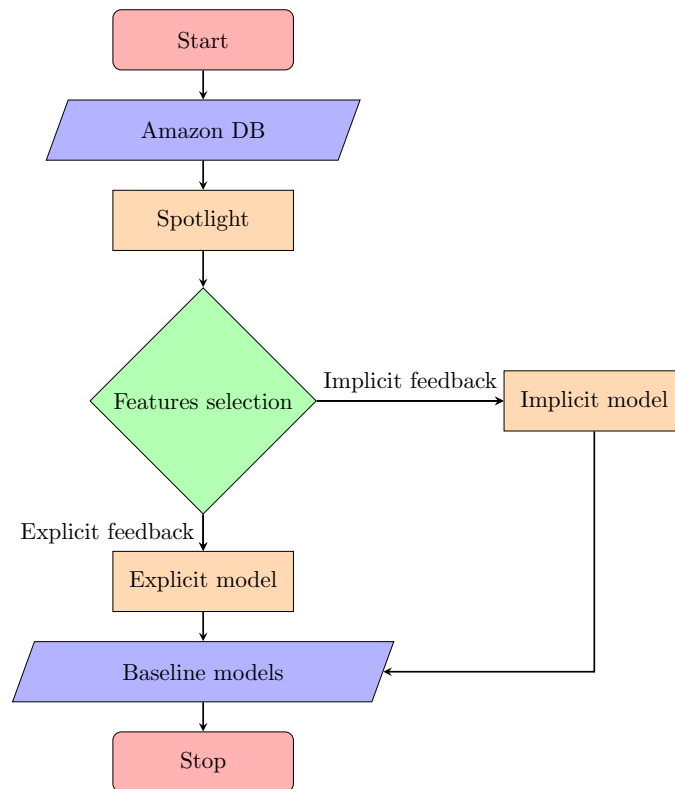 Start
Amazon DB
Spotlight
Features selection
Implicit feedback
Implicit model
Explicit feedback
Explicit model
Baseline models
Stop